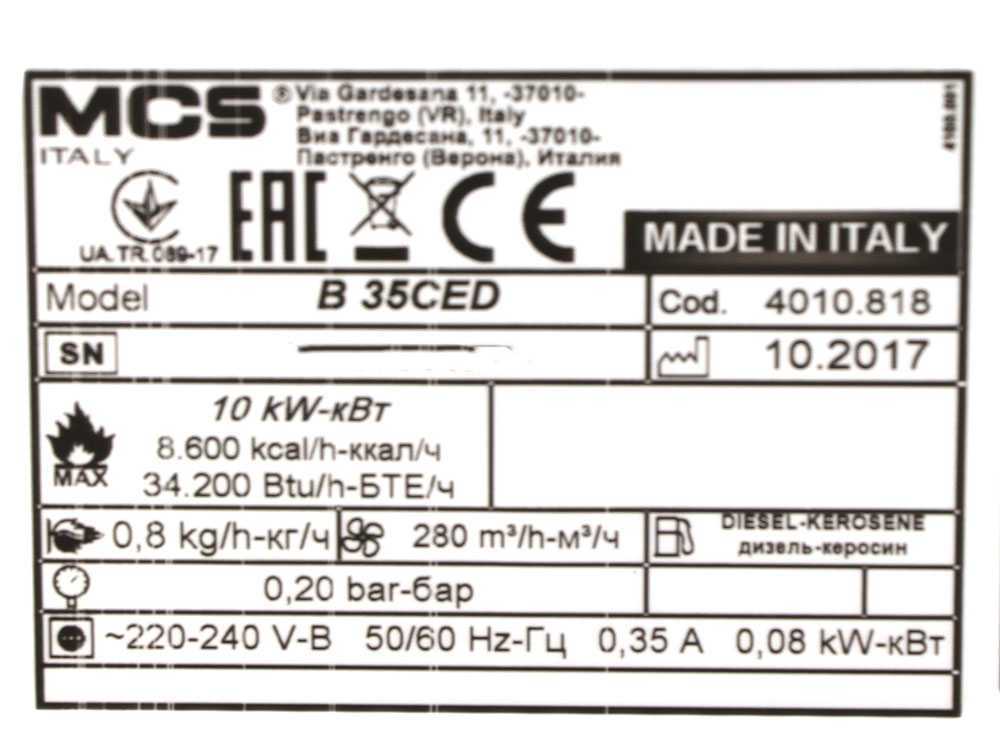 MCS ® Via Gardesana 11, -37010-
Pastrengo (VR), Italy
Виа Гардесана, 11, -37010-
ITALY Пастренго (Верона), Италия
4160.801
UA.TR.089-17 EAC CE MADE IN ITALY
Model B 35CED Cod. 4010.818
SN 10.2017
10 kW-кВт
8.600 kcal/h-ккал/ч
MAX 34.200 Btu/h-БТЕ/ч
0,8 kg/h-кг/ч 280 m³/h-м³/ч DIESEL-KEROSENE
дизель-керосин
0,20 bar-бар
~220-240 V-В 50/60 Hz-Гц 0,35 A 0,08 kW-кВт